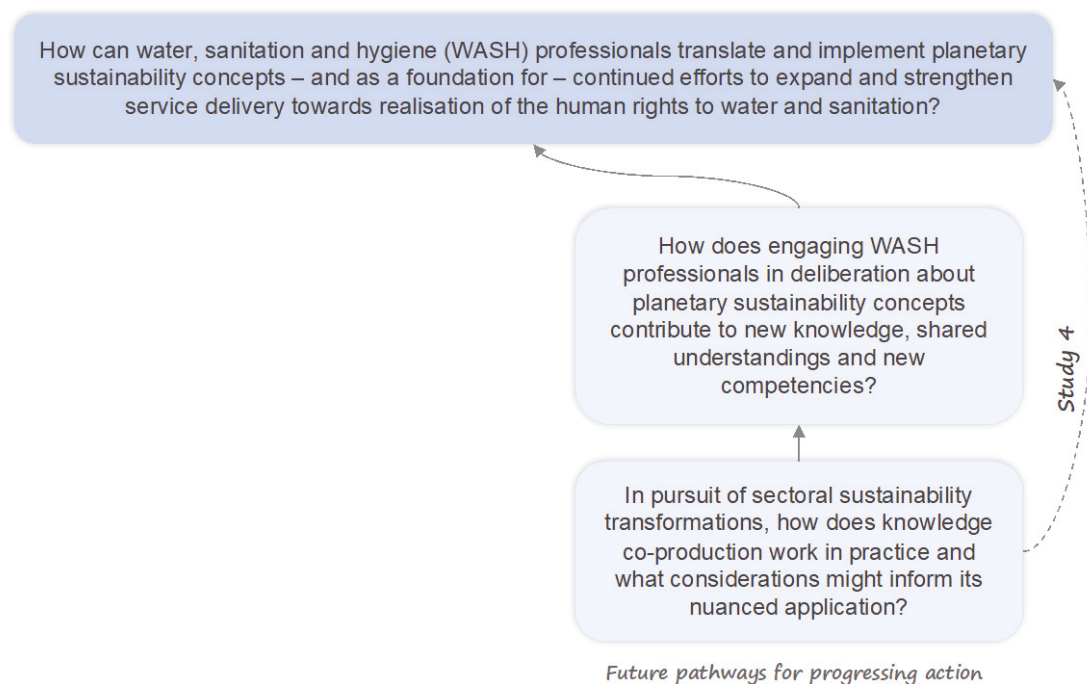 How can water, sanitation and hygiene (WASH) professionals translate and implement planetary
sustainability concepts – and as a foundation for – continued efforts to expand and strengthen
service delivery towards realisation of the human rights to water and sanitation?
How does engaging WASH
professionals in deliberation about
planetary sustainability concepts
contribute to new knowledge, shared
understandings and new
competencies?
Study 4
In pursuit of sectoral sustainability
transformations, how does knowledge
co-production work in practice and
what considerations might inform its
nuanced application?
Future pathways for progressing action